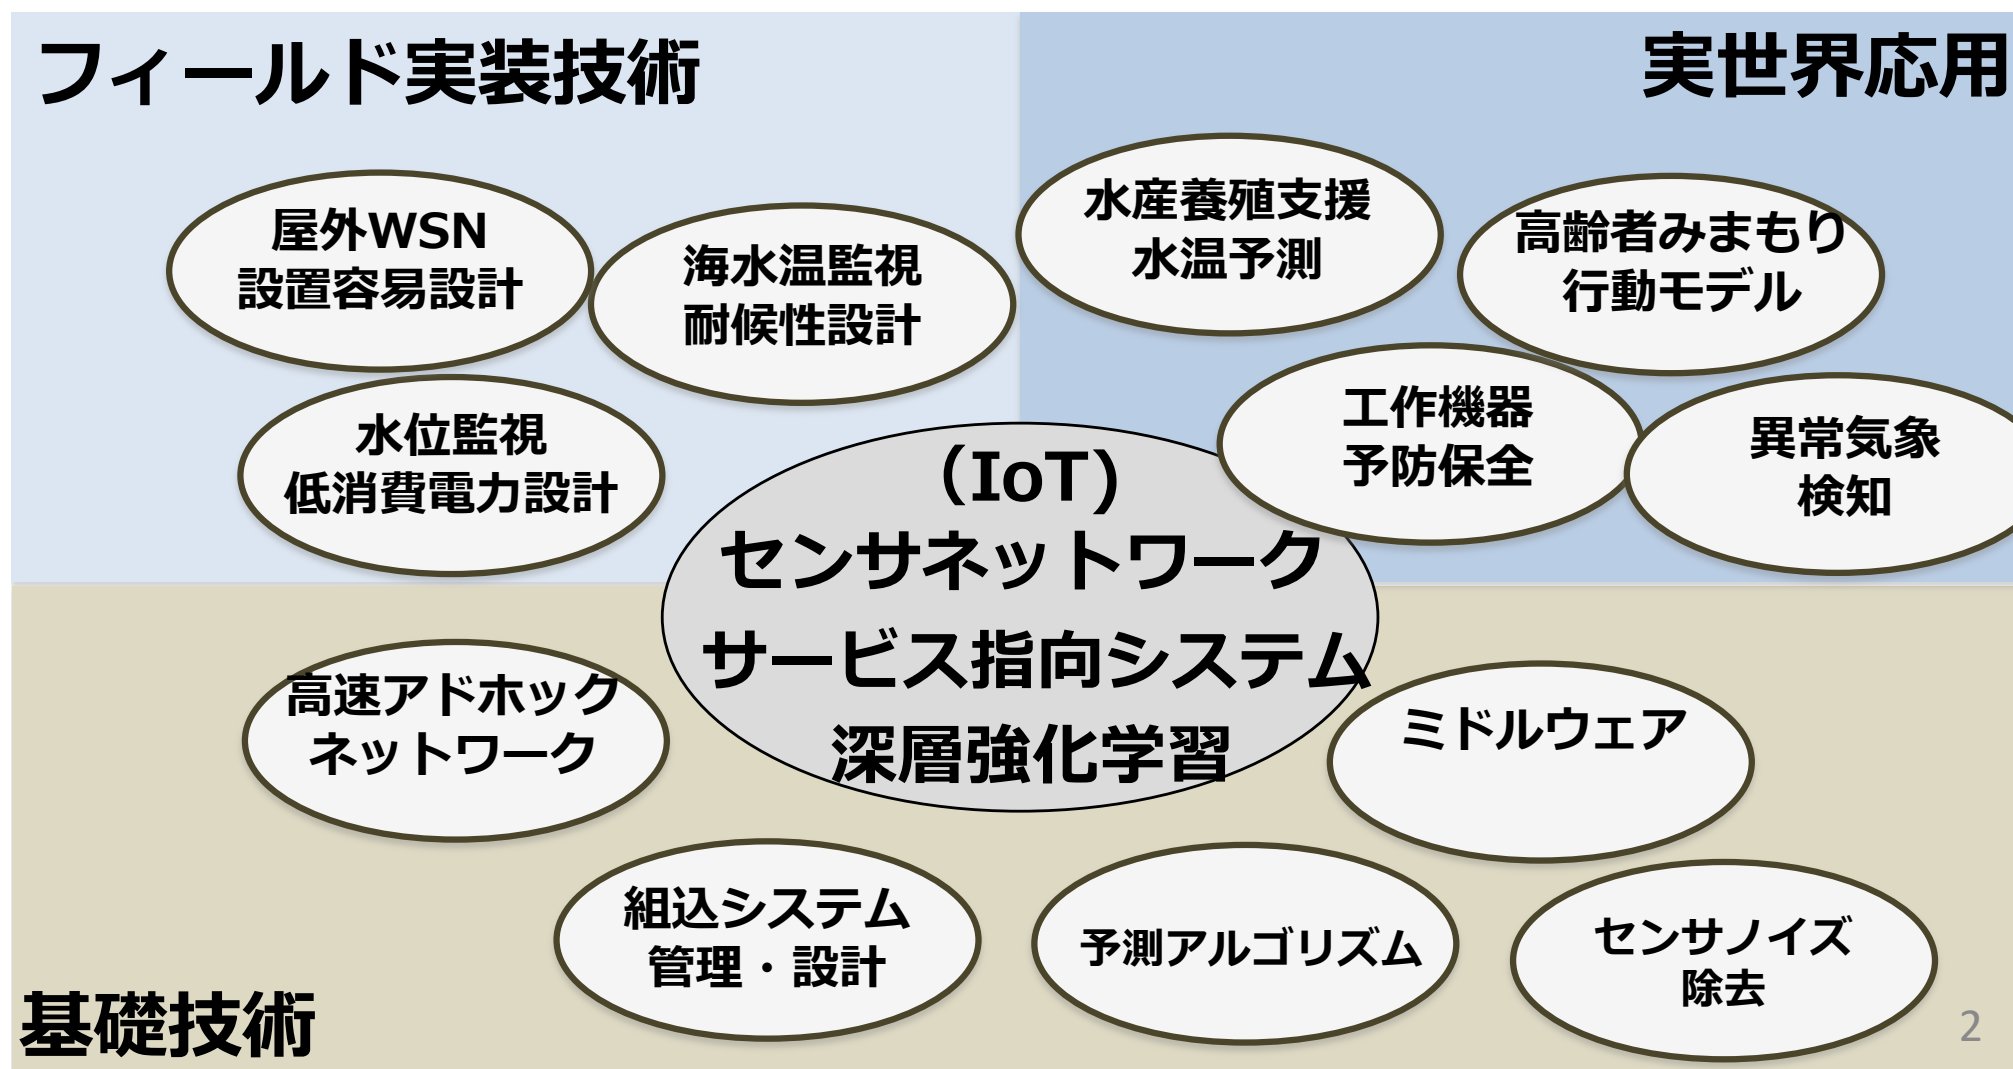 フィールド実装技術
実世界応用
屋外WSN
設置容易設計
海水温監視
耐候性設計
水位監視
低消費電力設計
水産養殖支援
水温予測
高齢者みまもり
行動モデル
工作機器
予防保全
異常気象
検知
（IoT）
センサネットワーク
サービス指向システム
深層強化学習
高速アドホック
ネットワーク
ミドルウェア
組込システム
管理・設計
予測アルゴリズム
センサノイズ
除去
基礎技術
2